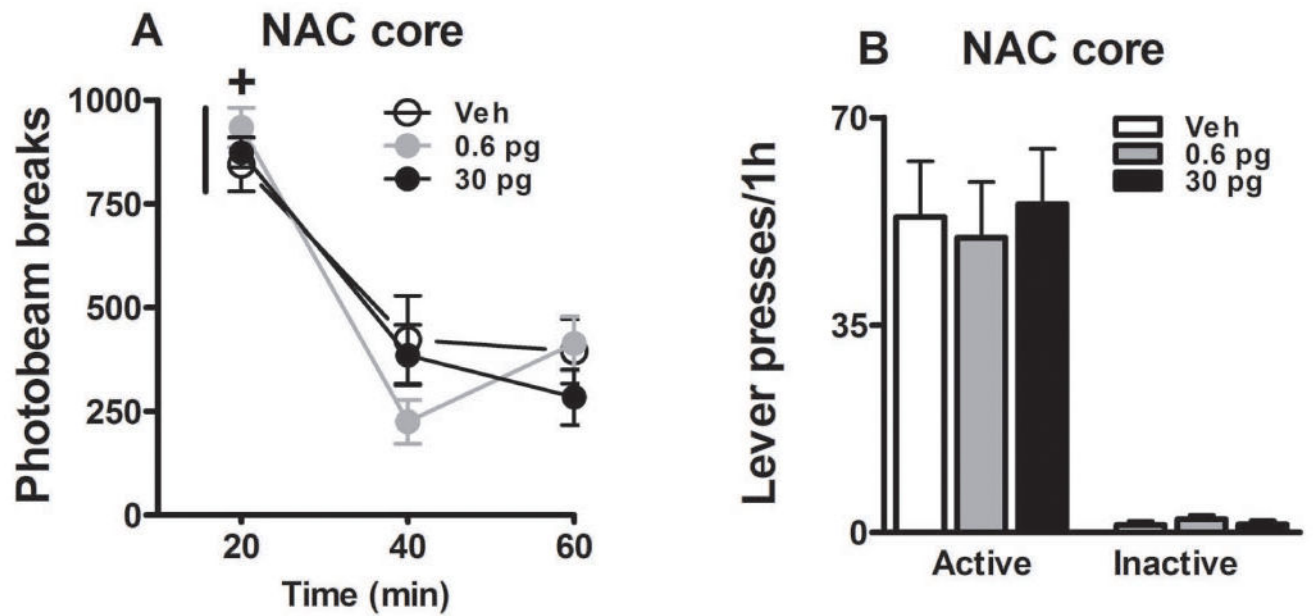 A NAC core
+
Photobeam breaks
1000
750
500
250
0
Veh
0.6 pg
30 pg
20 40 60
Time (min)
B NAC core
Lever presses/1h
70
35
0
Veh
0.6 pg
30 pg
Active Inactive